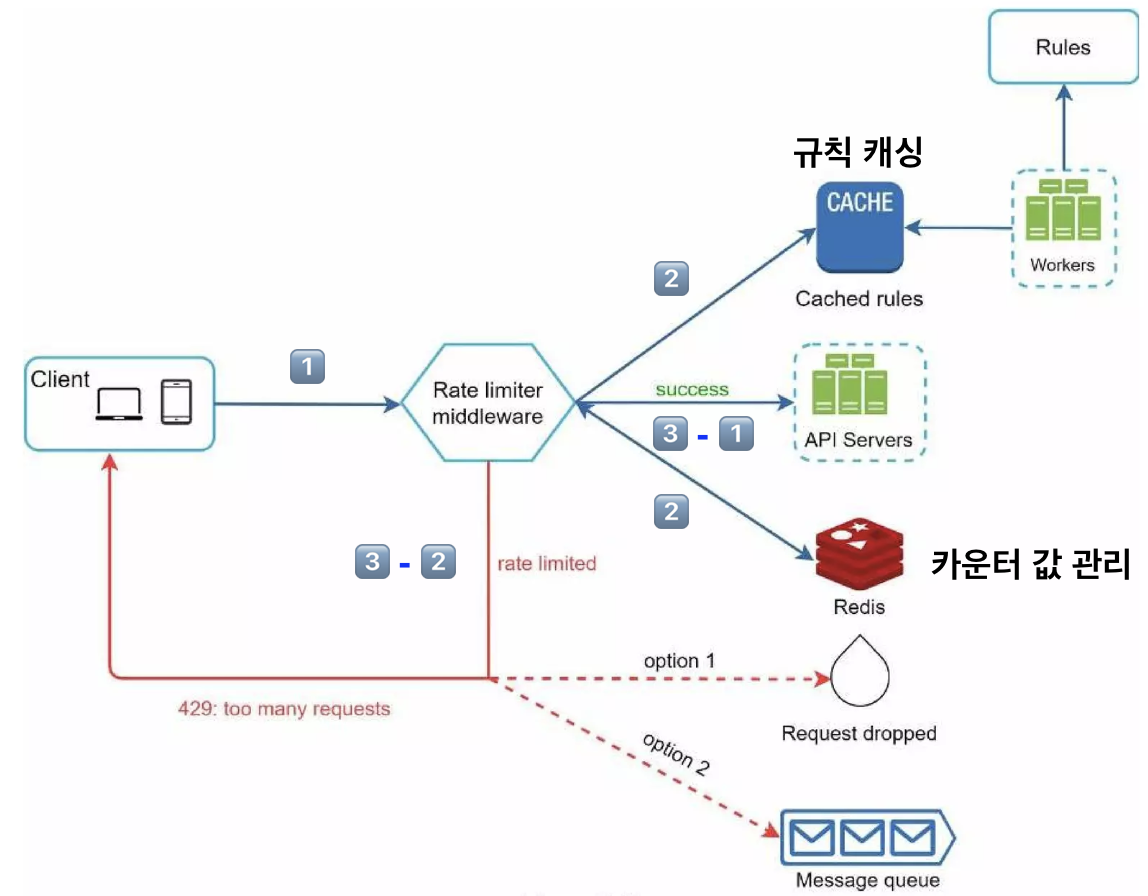 Rules
규칙 캐싱
CACHE
Workers
2
Cached rules
Client
1
Rate limiter
middleware
success
3 - 1
API Servers
2
3 - 2
rate limited
카운터 값 관리
Redis
option 1
429: too many requests
Request dropped
option 2
Message queue